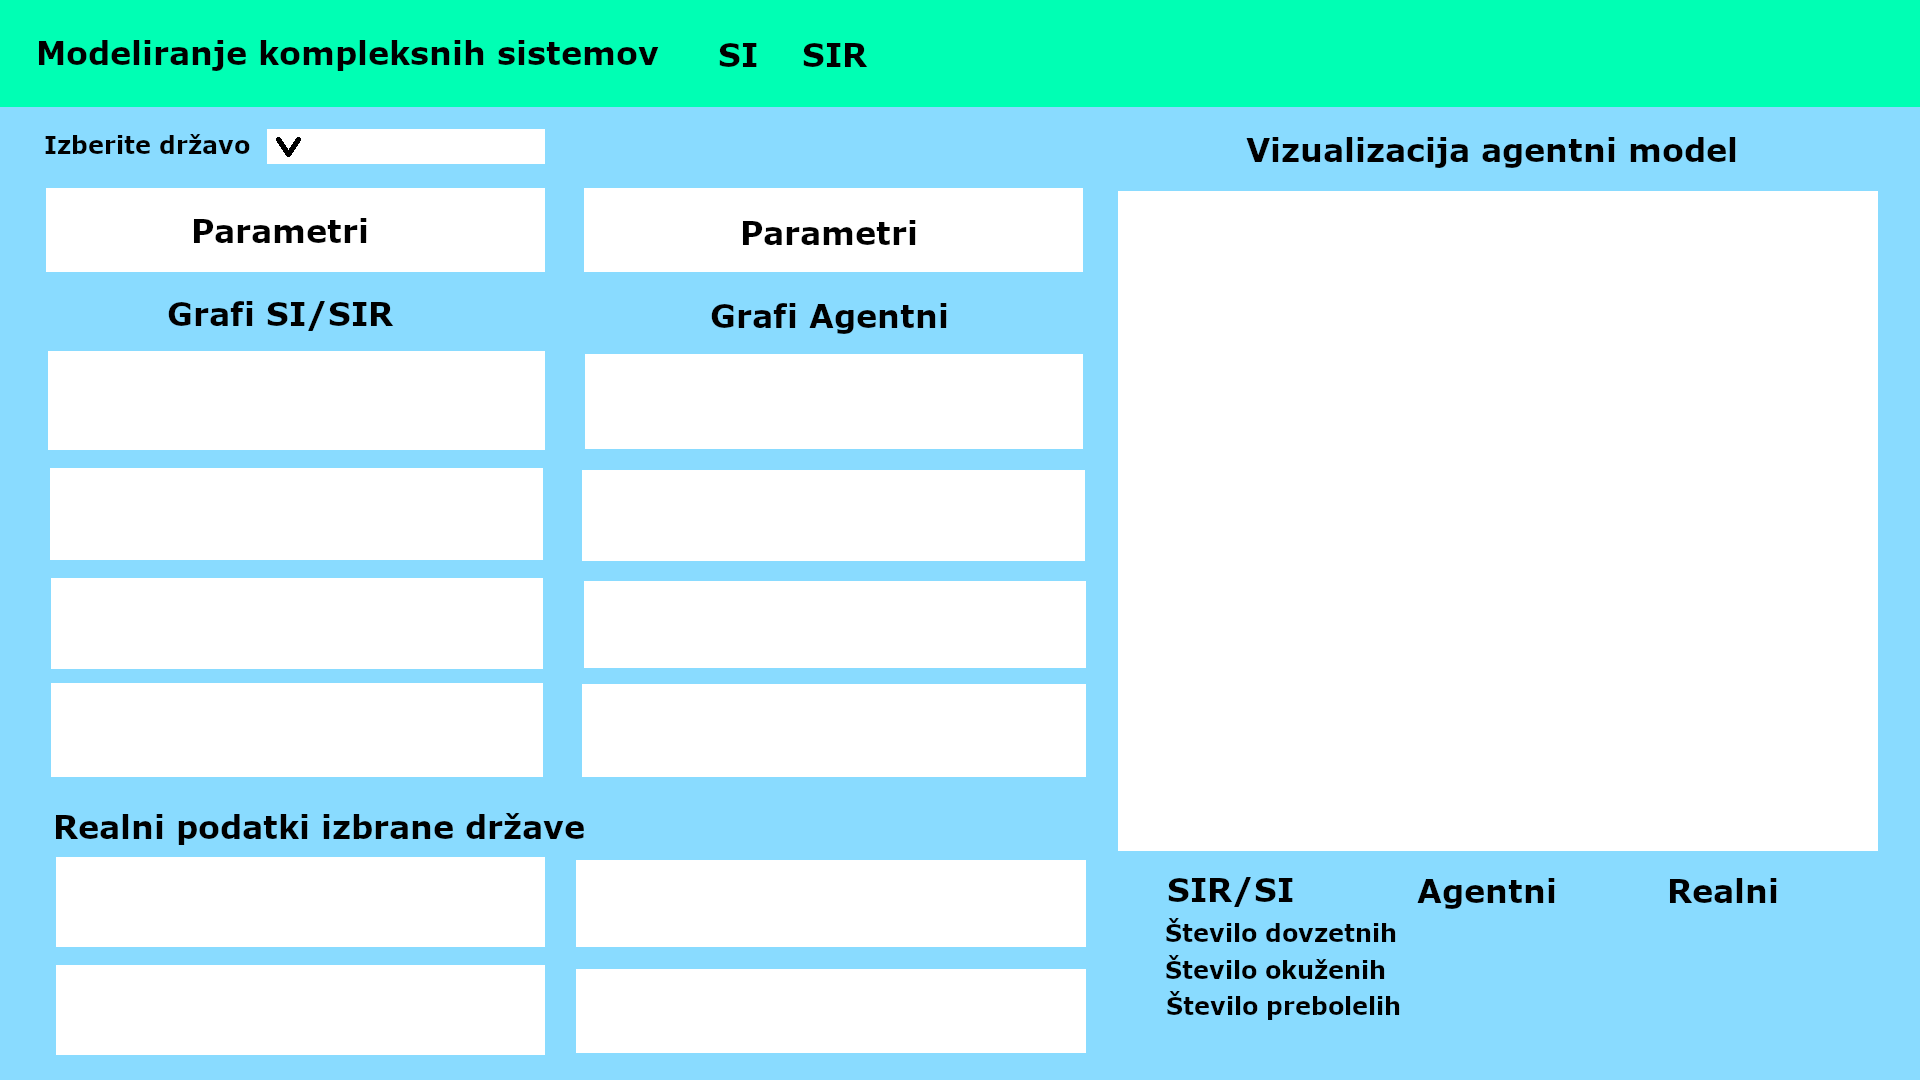 Modeliranje kompleksnih sistemov SI SIR
Izberite državo
Vizualizacija agentni model
Parametri
Parametri
Grafi SI/SIR
Grafi Agentni
Realni podatki izbrane države
SIR/SI Agentni Realni
Število dovzetnih
Število okuženih
Število prebolelih